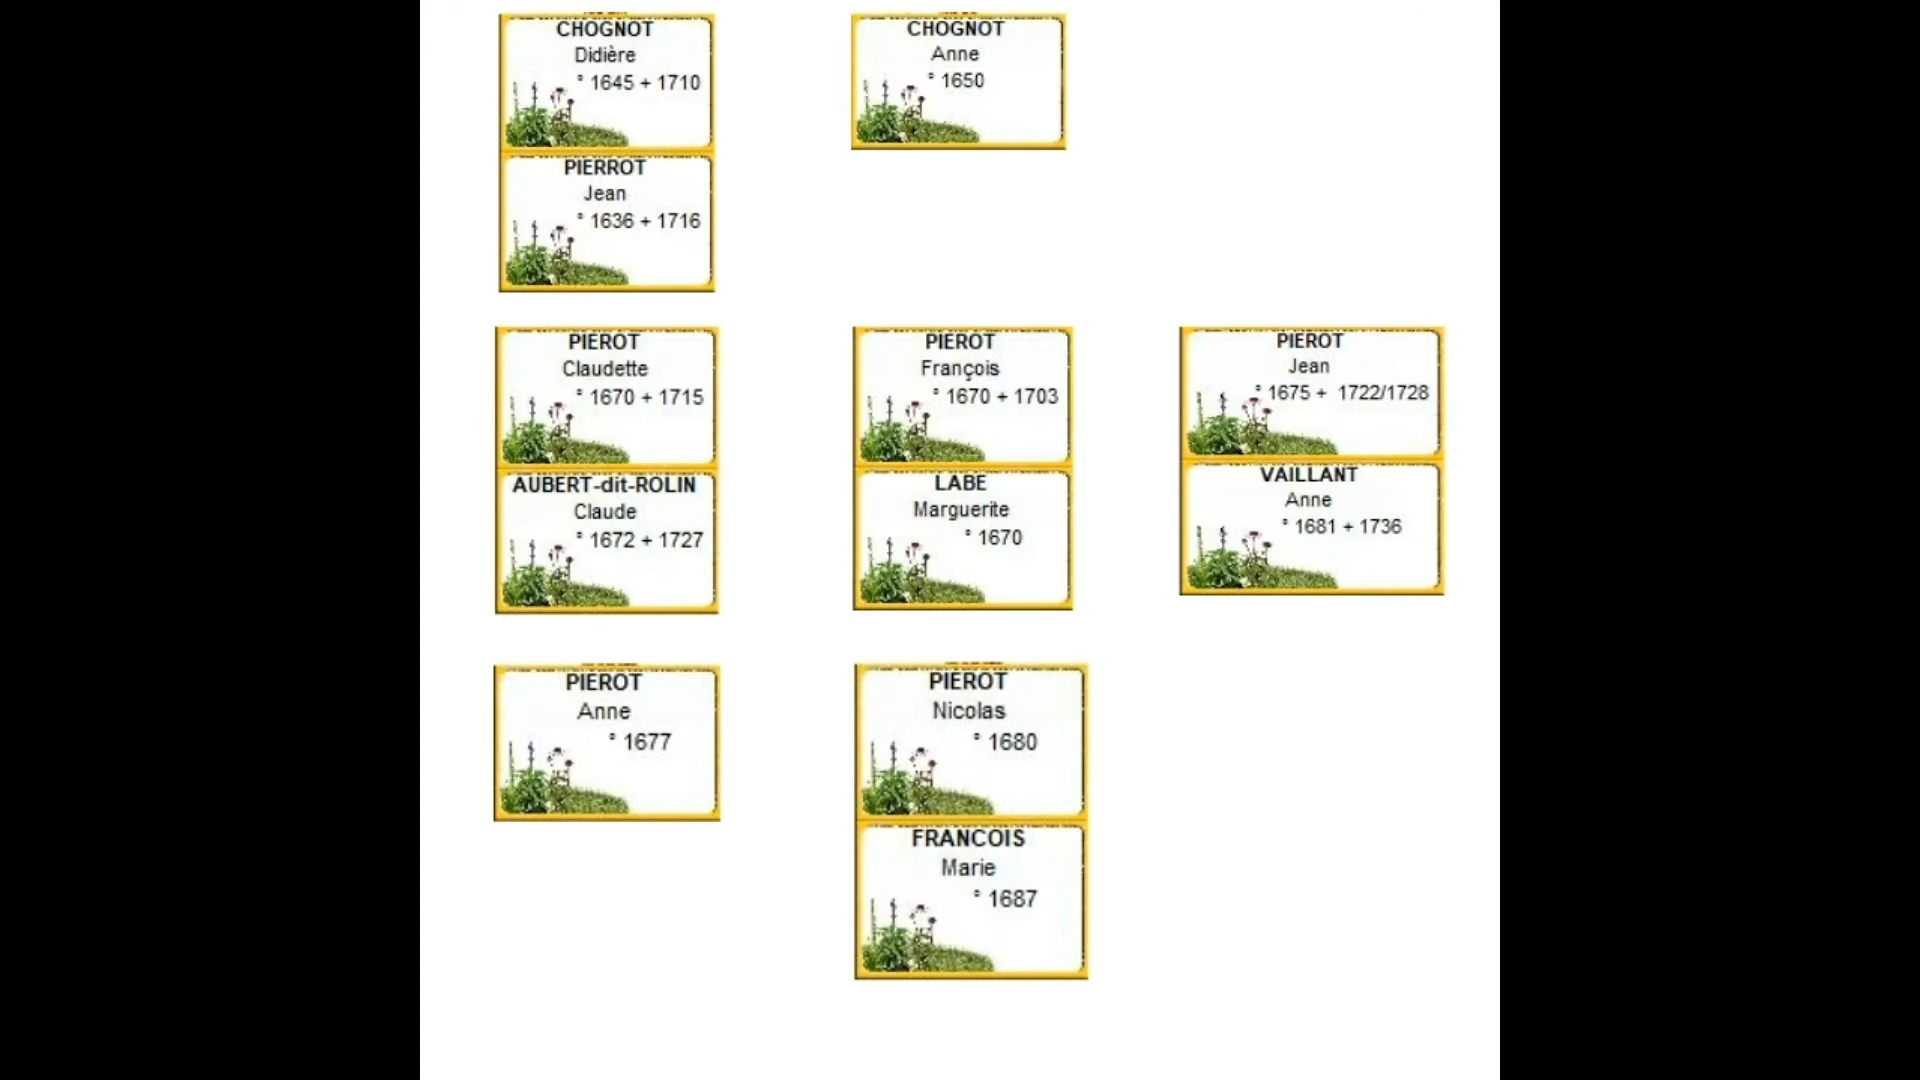 CHOGNOT
Didière
° 1645 + 1710
PIERROT
Jean
° 1636 + 1716
CHOGNOT
Anne
° 1650
PIEROT
Claudette
° 1670 + 1715
AUBERT-dit-ROLIN
Claude
° 1672 + 1727
PIEROT
François
° 1670 + 1703
LABE
Marguerite
° 1670
PIEROT
Jean
° 1675 + 1722/1728
VAILLANT
Anne
° 1681 + 1736
PIEROT
Anne
° 1677
PIEROT
Nicolas
° 1680
FRANCOIS
Marie
° 1687